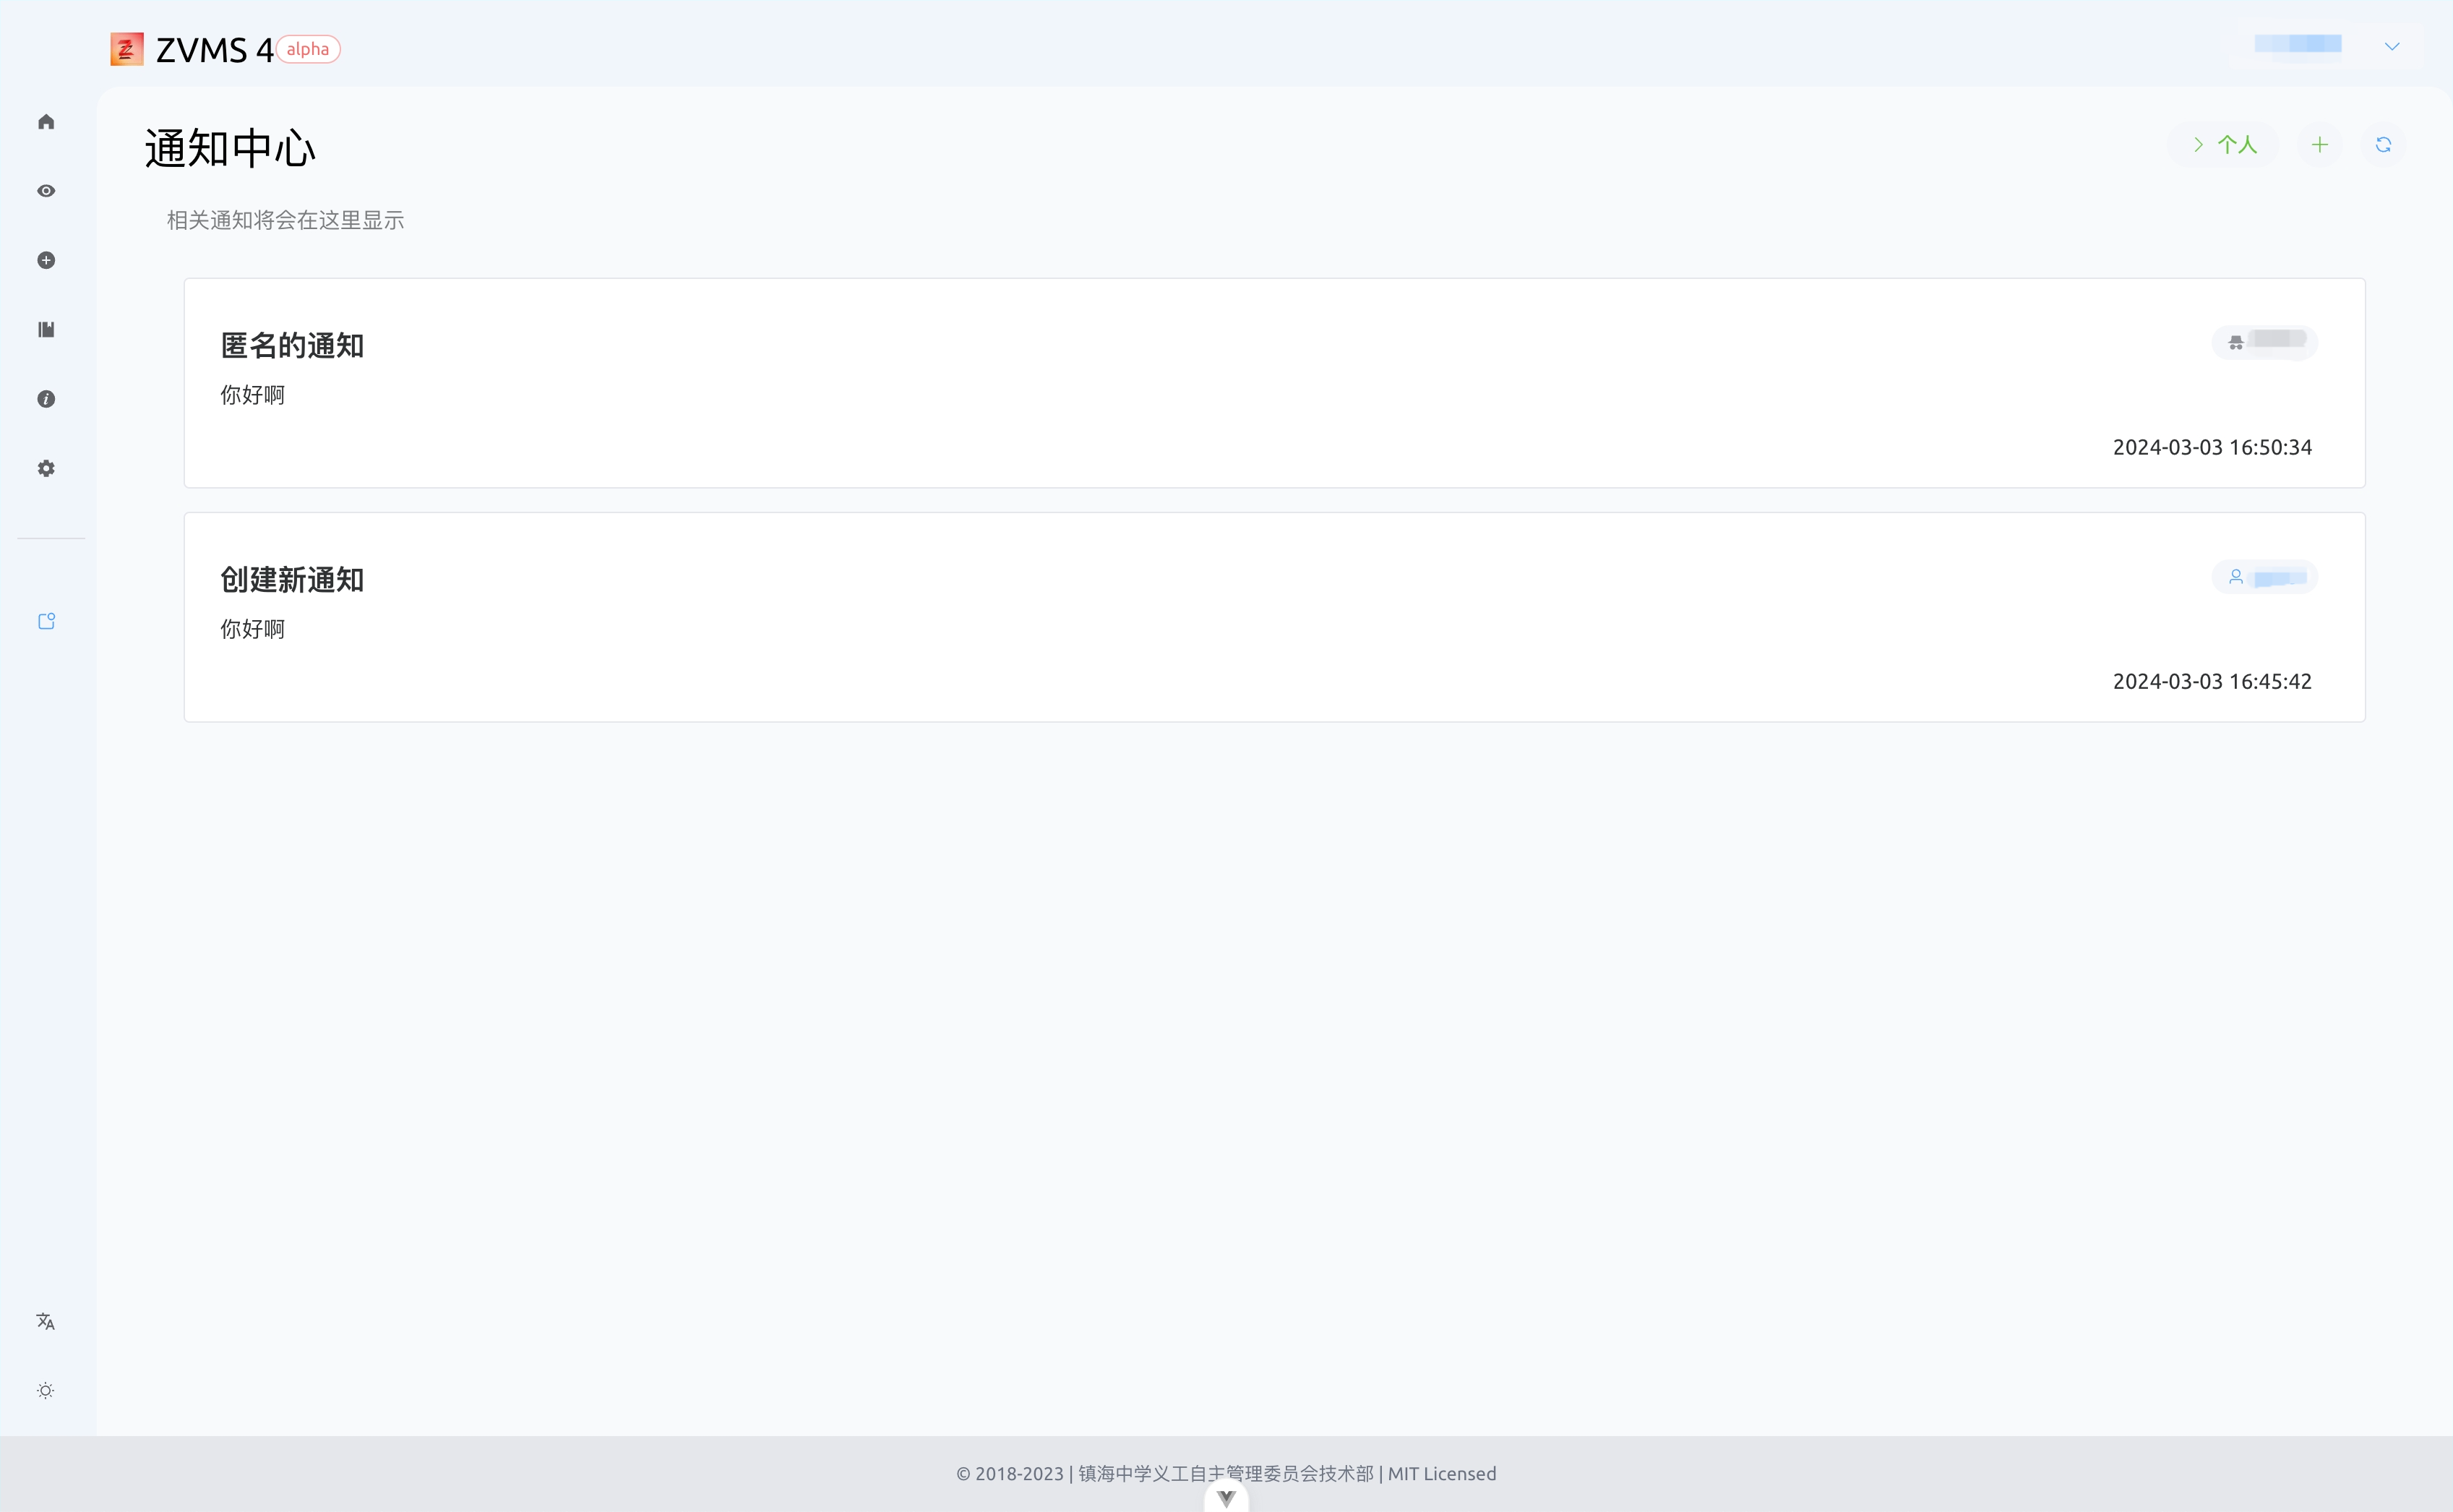 ZVMS 4 alpha
通知中心
个人
相关通知将会在这里显示
匿名的通知
你好啊
2024-03-03 16:50:34
创建新通知
你好啊
2024-03-03 16:45:42
© 2018-2023 | 镇海中学义工自主管理委员会技术部 | MIT Licensed